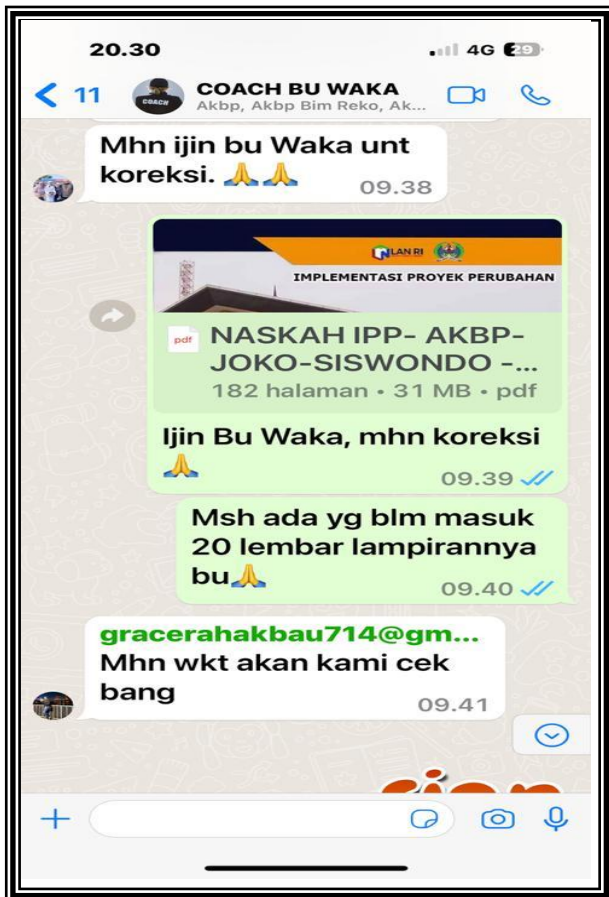 20.30
4G 29
11
COACH
COACH BU WAKA
Akbp, Akbp Bim Reko, Ak...
Mhn ijin bu Waka unt
koreksi. 🙏🙏
09.38
LAN RI
IMPLEMENTASI PROYEK PERUBAHAN
pdf
NASKAH IPP- AKBP-
JOKO-SISWONDO -...
182 halaman • 31 MB • pdf
Ijin Bu Waka, mhn koreksi
🙏
09.39
Msh ada yg blm masuk
20 lembar lampirannya
bu🙏
09.40
gracerahakbau714@gm...
Mhn wkt akan kami cek
bang
09.41